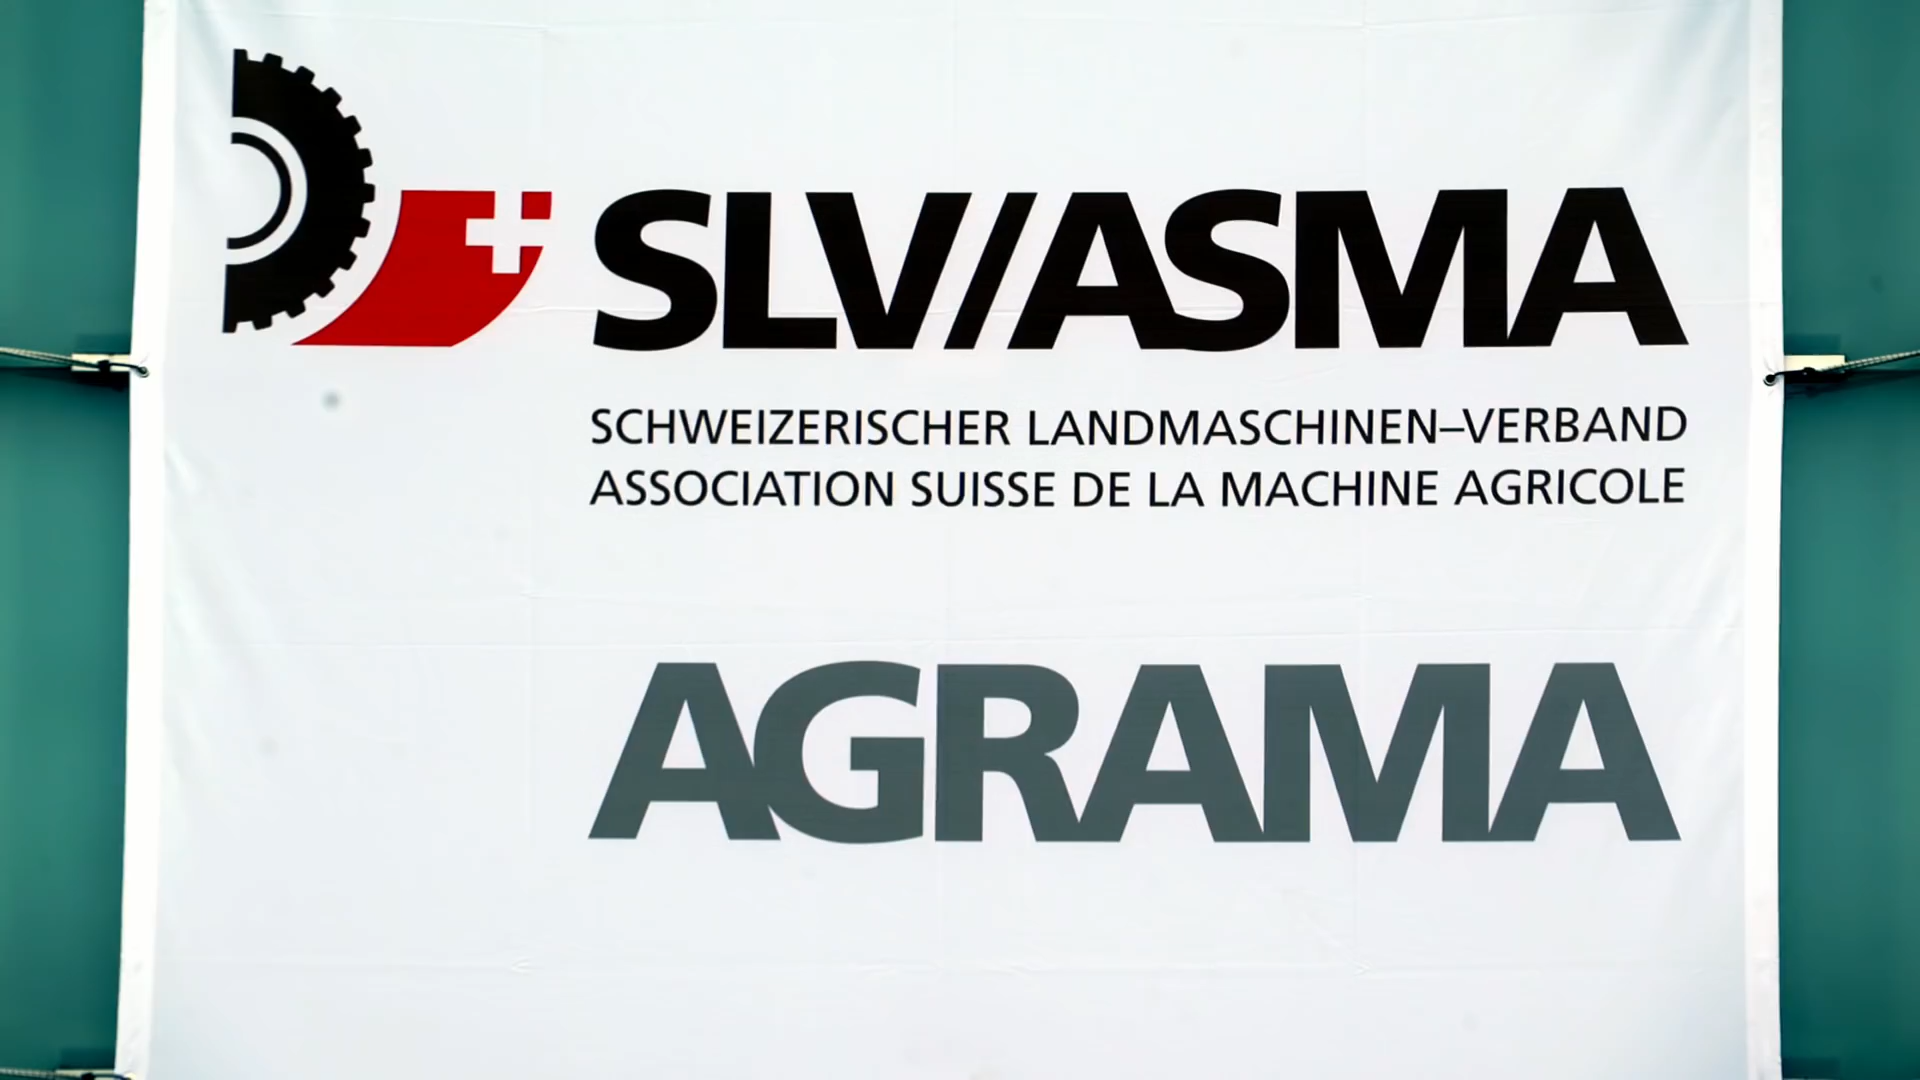 SLV/ASMA
SCHWEIZERISCHER LANDMASCHINEN–VERBAND
ASSOCIATION SUISSE DE LA MACHINE AGRICOLE
AGRAMA